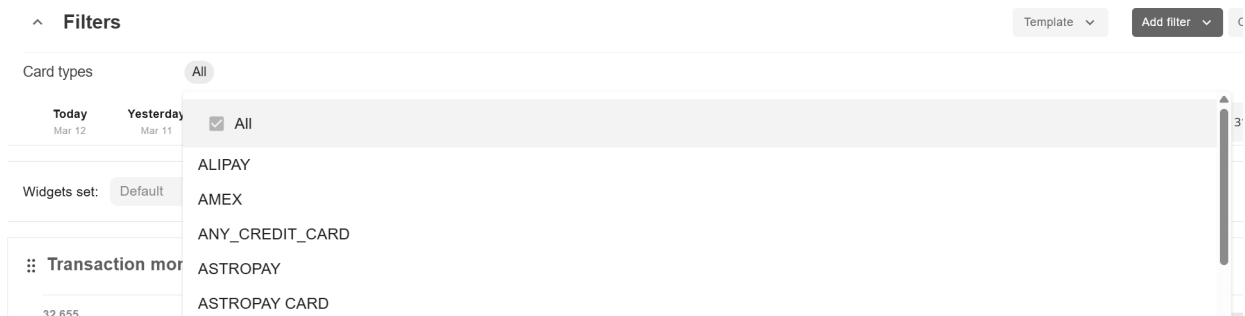 Filters
Template
Add filter
Card types
All
Today
Yesterday
Mar 12
Mar 11
All
ALIPAY
Widgets set:
Default
AMEX
ANY_CREDIT_CARD
Transaction mor
ASTROPAY
ASTROPAY CARD
32 655